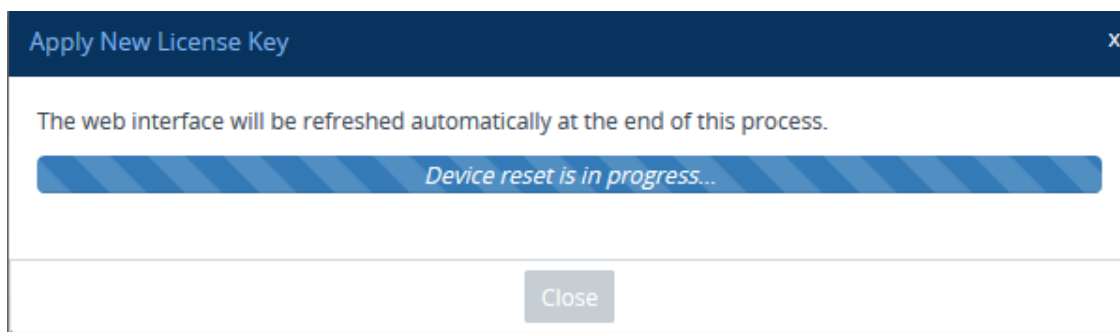 Apply New License Key
x
The web interface will be refreshed automatically at the end of this process.
Device reset is in progress...
Close